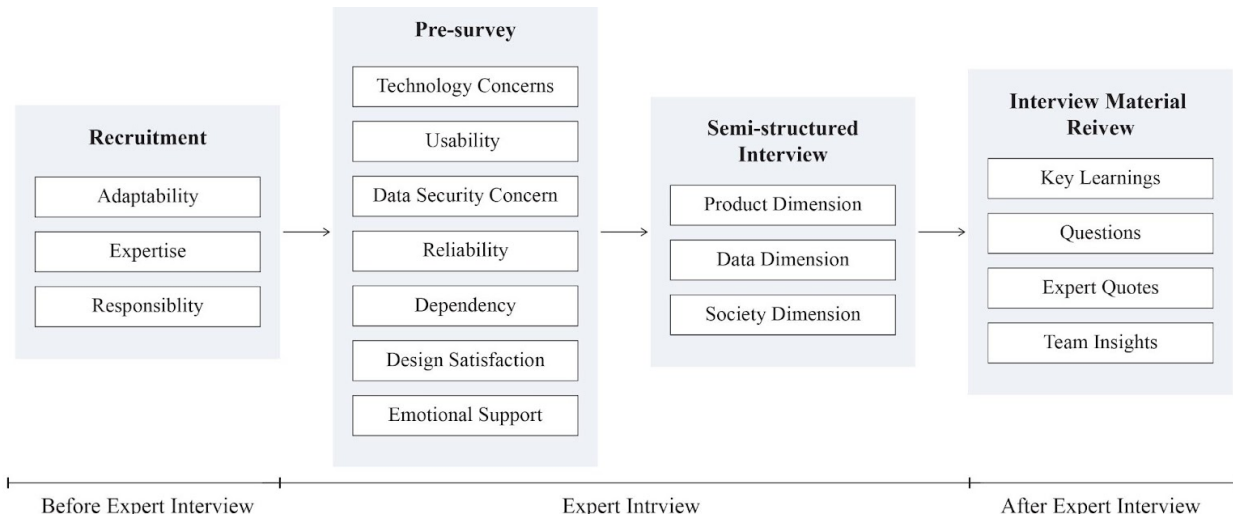 Recruitment
Adaptability
Expertise
Responsiblity
Pre-survey
Technology Concerns
Usability
Data Security Concern
Reliability
Dependency
Design Satisfaction
Emotional Support
Semi-structured
Interview
Product Dimension
Data Dimension
Society Dimension
Interview Material
Reivew
Key Learnings
Questions
Expert Quotes
Team Insights
Before Expert Interview
Expert Intrview
After Expert Interview